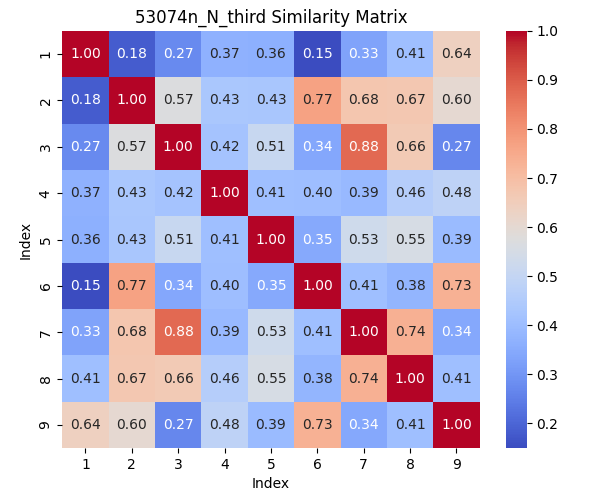 53074n_N_third Similarity Matrix
1 1.00 0.18 0.27 0.37 0.36 0.15 0.33 0.41 0.64
2 0.18 1.00 0.57 0.43 0.43 0.77 0.68 0.67 0.60
3 0.27 0.57 1.00 0.42 0.51 0.34 0.88 0.66 0.27
4 0.37 0.43 0.42 1.00 0.41 0.40 0.39 0.46 0.48
5 0.36 0.43 0.51 0.41 1.00 0.35 0.53 0.55 0.39
6 0.15 0.77 0.34 0.40 0.35 1.00 0.41 0.38 0.73
7 0.33 0.68 0.88 0.39 0.53 0.41 1.00 0.74 0.34
8 0.41 0.67 0.66 0.46 0.55 0.38 0.74 1.00 0.41
9 0.64 0.60 0.27 0.48 0.39 0.73 0.34 0.41 1.00
1 2 3 4 5 6 7 8 9
Index
Index
1.0
0.9
0.8
0.7
0.6
0.5
0.4
0.3
0.2